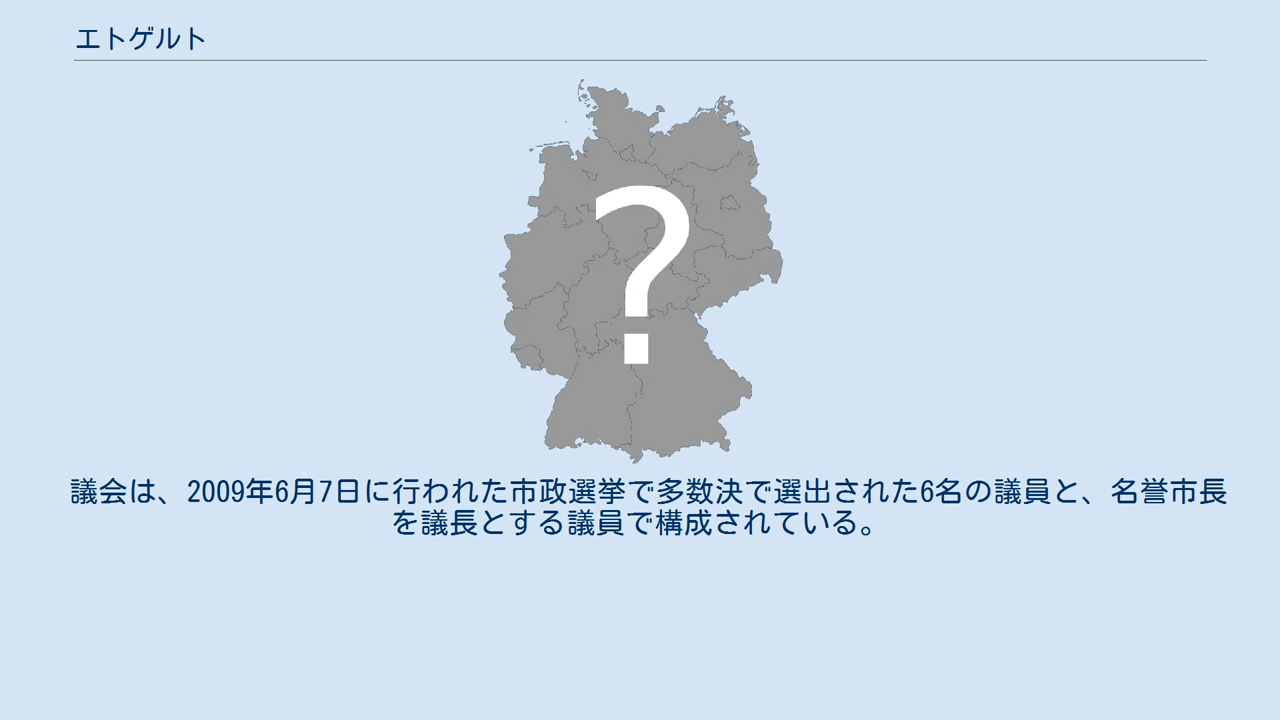 エトゲルト
?
議会は、2009年6月7日に行われた市政選挙で多数決で選出された6名の議員と、名誉市長
を議長とする議員で構成されている。